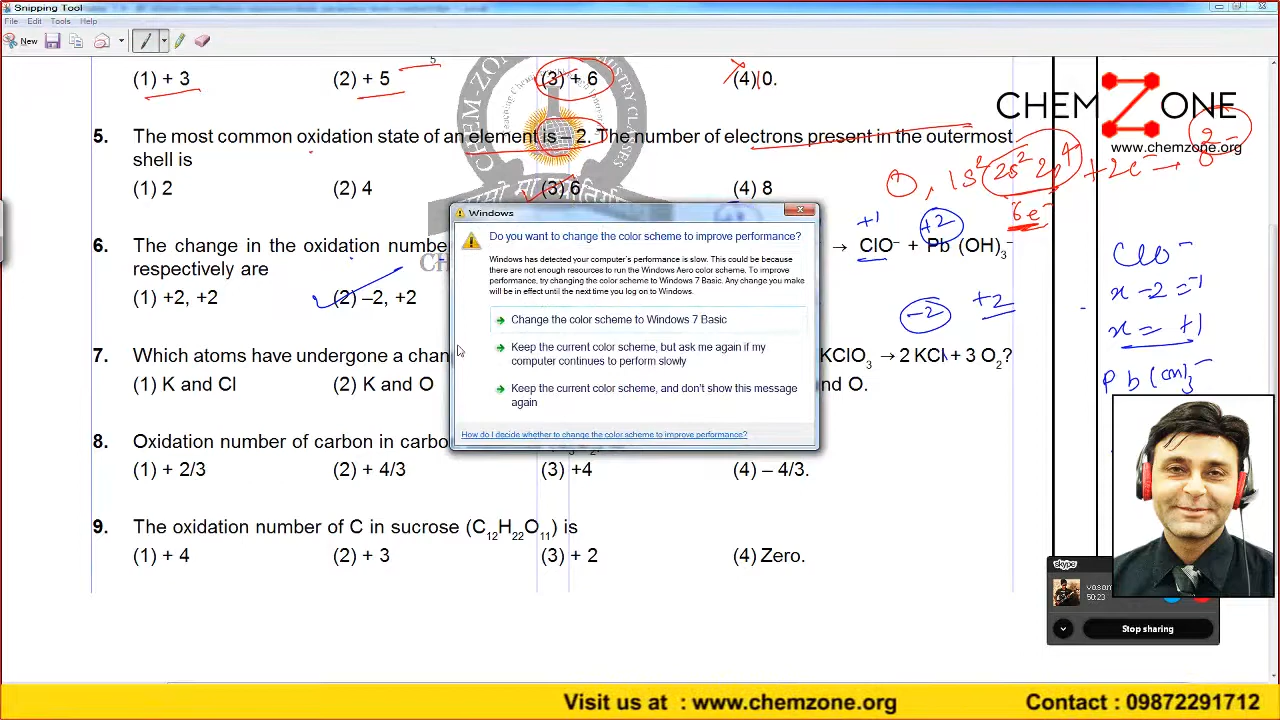 Snipping Tool
File Edit Tools Help
New
(1) + 3 (2) + 5 (3) + 6 (4) 0.
5
CHEMZONE
www.chemzone.org
5. The most common oxidation state of an element is – 2. The number of electrons present in the outermost
shell is
(1) 2 (2) 4 (3) 6 (4) 8
O, 1s² 2s² 2p⁴ + 2e⁻ → 8
6e⁻
6. The change in the oxidation numbe → ClO⁻ + Pb (OH)₃⁻
respectively are
(1) +2, +2 (2) –2, +2
+1 +2
–2 +2
ClO⁻
x – 2 = –1
x = +1
Pb(OH)₃⁻
7. Which atoms have undergone a chan KClO₃ → 2 KCl + 3 O₂?
(1) K and Cl (2) K and O nd O.
8. Oxidation number of carbon in carbo
(1) + 2/3 (2) + 4/3 (3) +4 (4) – 4/3.
9. The oxidation number of C in sucrose (C₁₂H₂₂O₁₁) is
(1) + 4 (2) + 3 (3) + 2 (4) Zero.
Windows
Do you want to change the color scheme to improve performance?
Windows has detected your computer's performance is slow. This could be because
there are not enough resources to run the Windows Aero color scheme. To improve
performance, try changing the color scheme to Windows 7 Basic. Any change you make
will be in effect until the next time you log on to Windows.
Change the color scheme to Windows 7 Basic
Keep the current color scheme, but ask me again if my
computer continues to perform slowly
Keep the current color scheme, and don't show this message
again
How do I decide whether to change the color scheme to improve performance?
skype
vasam
50:23
Stop sharing
Visit us at : www.chemzone.org Contact : 09872291712